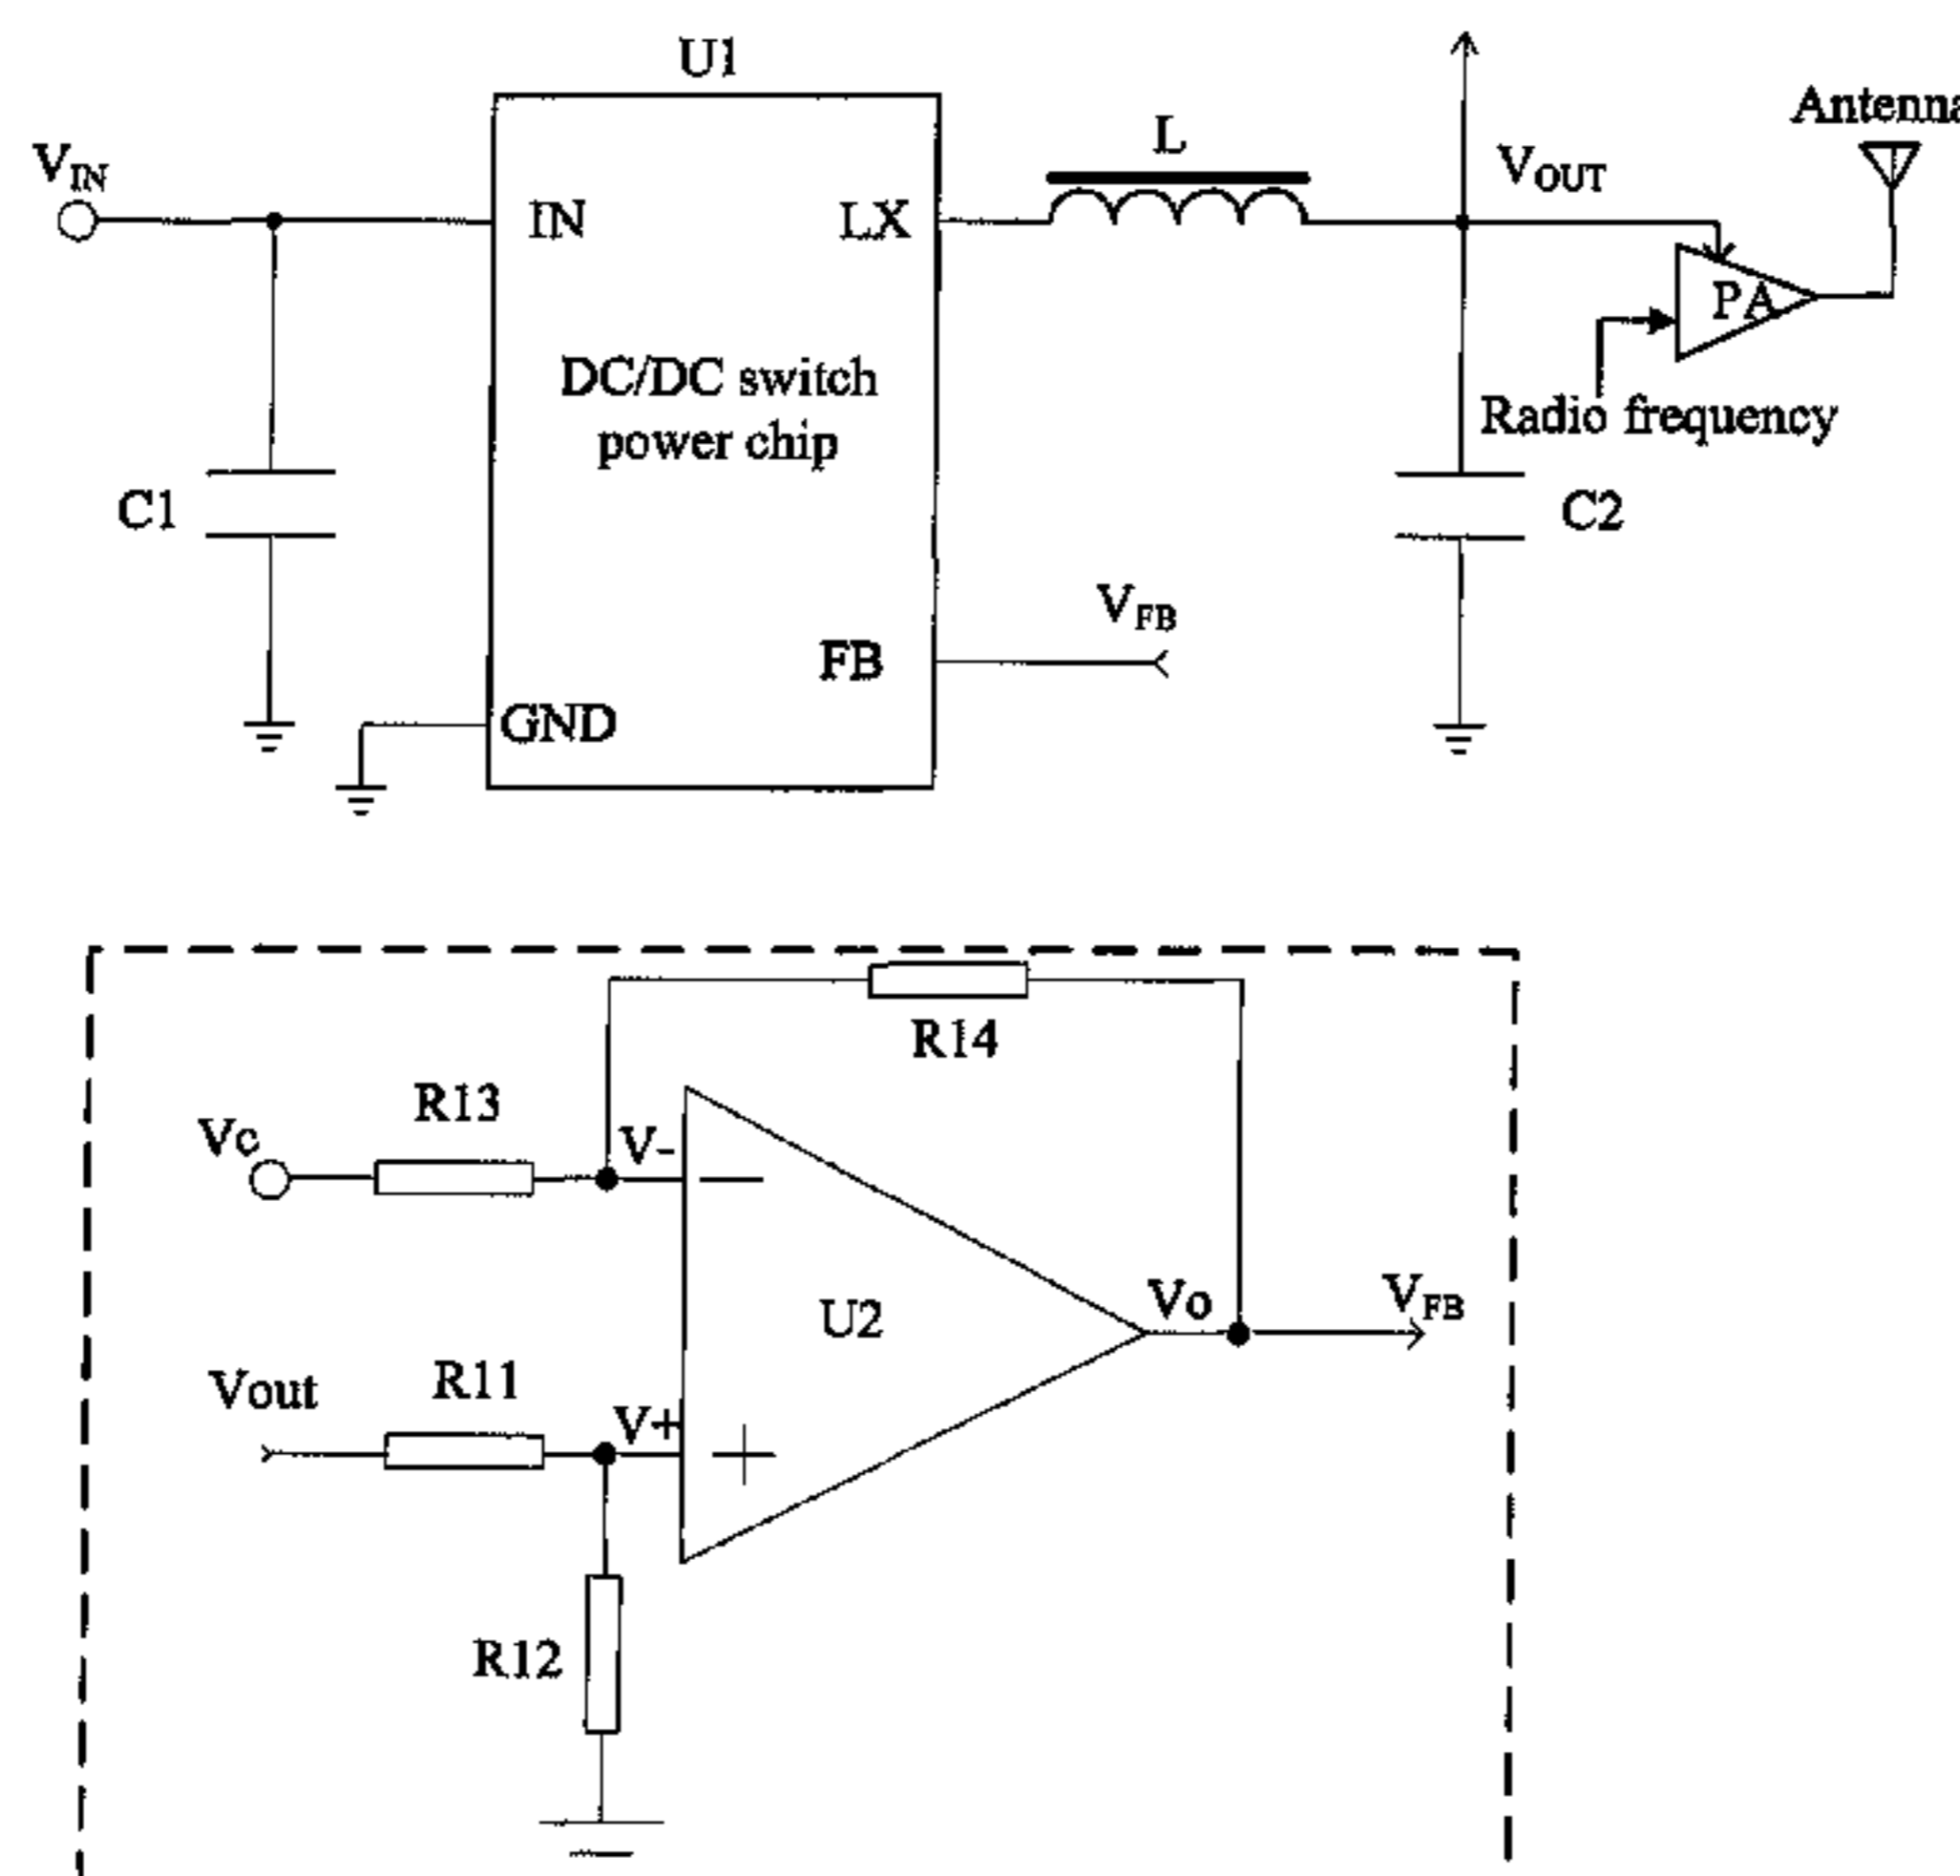 U1
Antenna
VIN
L
VOUT
IN
LX
PA
DC/DC switch
power chip
Radio frequency
C1
C2
VFB
FB
GND
R14
R13
Vc
V-
−
U2
Vo
VFB
Vout
R11
V+
+
R12